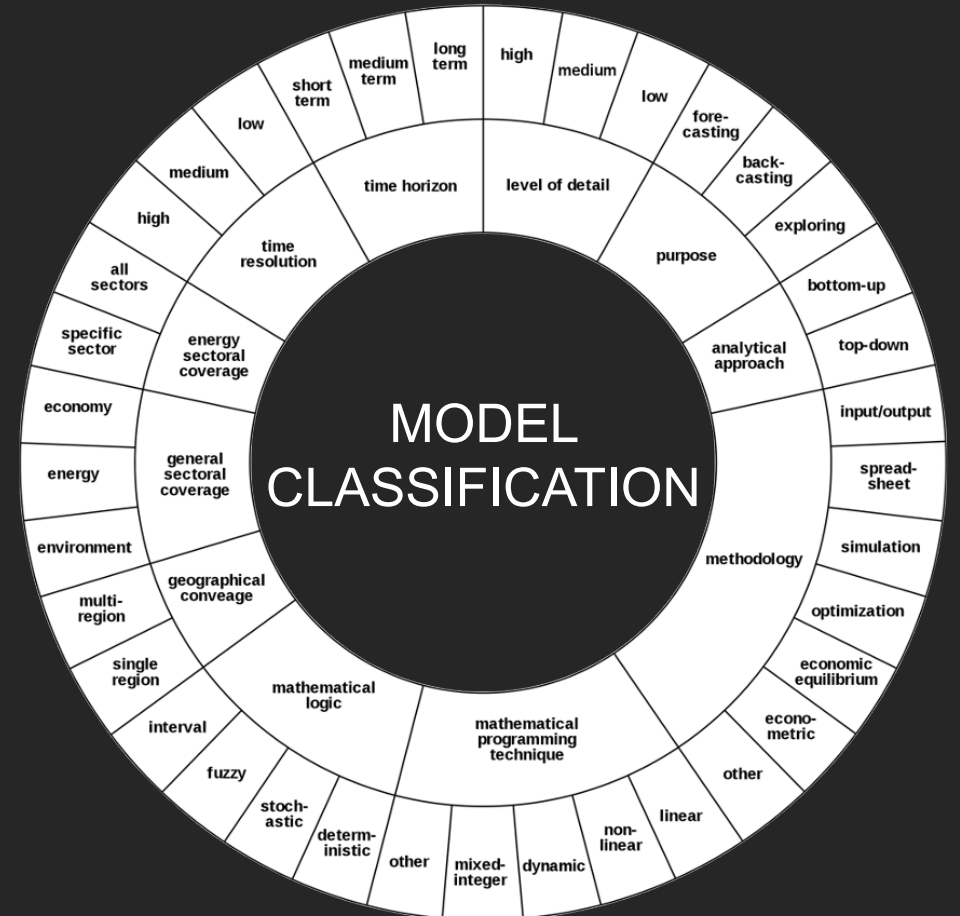 MODEL
CLASSIFICATION
level of detail
high
medium
low
purpose
fore-
casting
back-
casting
exploring
analytical
approach
bottom-up
top-down
methodology
input/output
spread-
sheet
simulation
optimization
economic
equilibrium
econo-
metric
other
mathematical
programming
technique
linear
non-
linear
dynamic
mixed-
integer
other
mathematical
logic
determ-
inistic
stoch-
astic
fuzzy
interval
geographical
conveage
single
region
multi-
region
general
sectoral
coverage
environment
energy
economy
energy
sectoral
coverage
specific
sector
all
sectors
time
resolution
high
medium
low
time horizon
short
term
medium
term
long
term